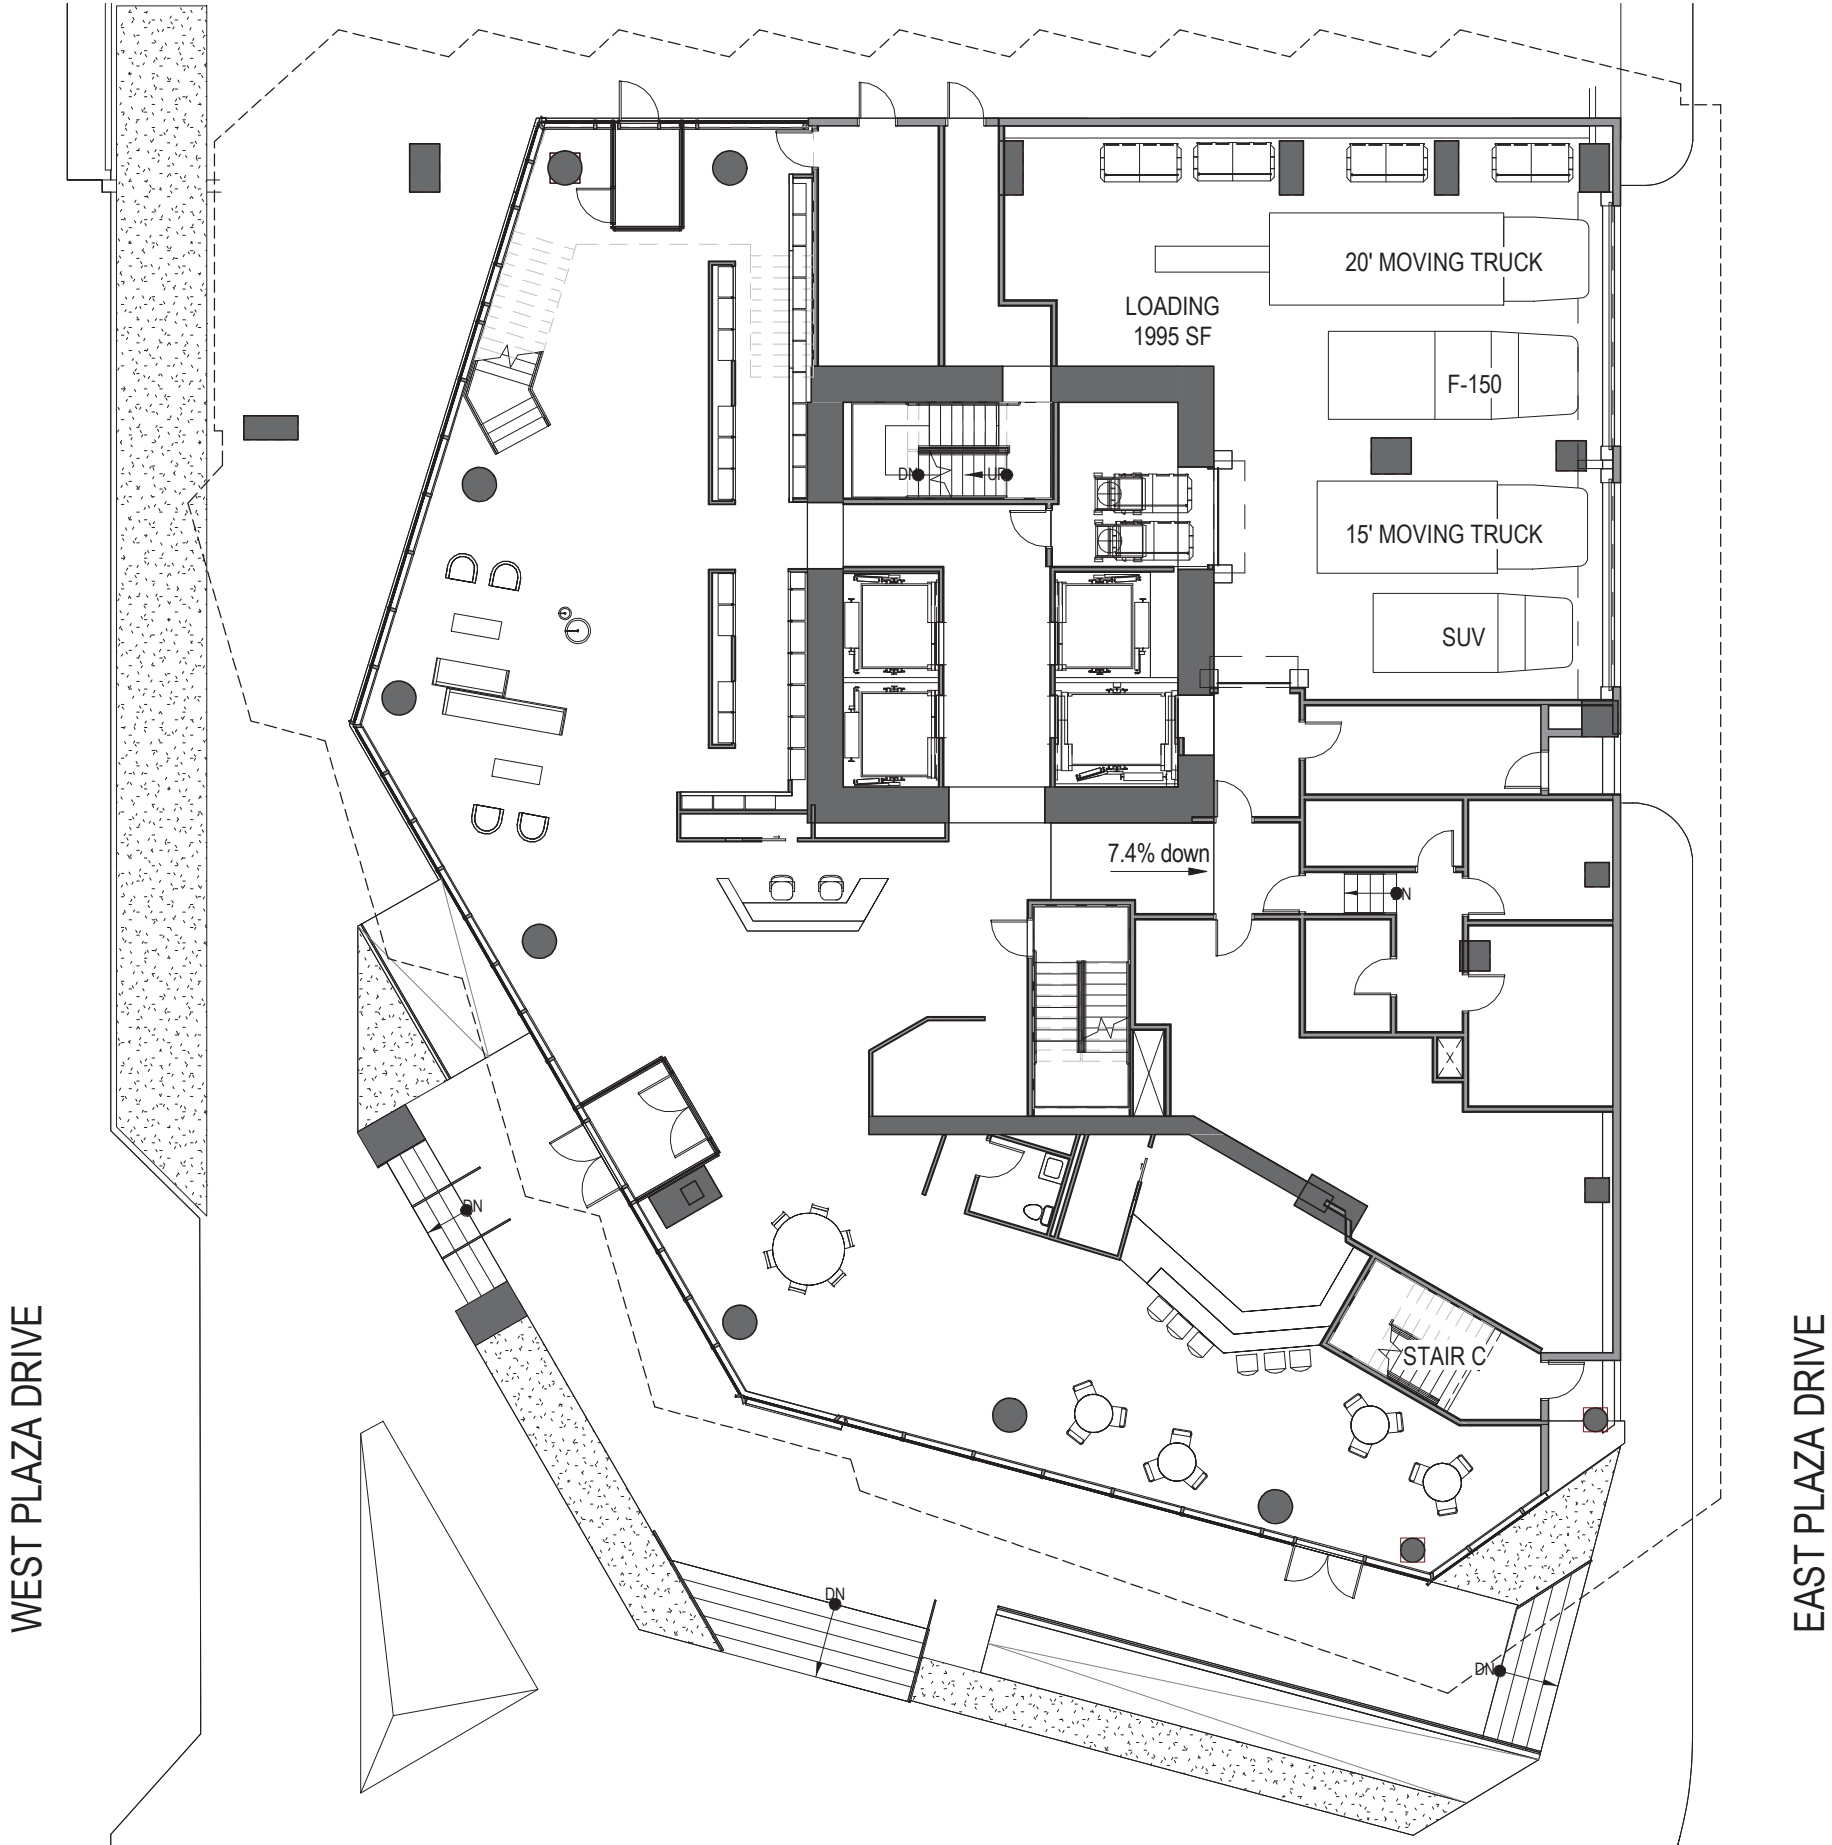 20' MOVING TRUCK
LOADING
1995 SF
F-150
DN
UP
15' MOVING TRUCK
SUV
7.4% down
DN
X
DN
STAIR C
DN
DN
WEST PLAZA DRIVE
EAST PLAZA DRIVE